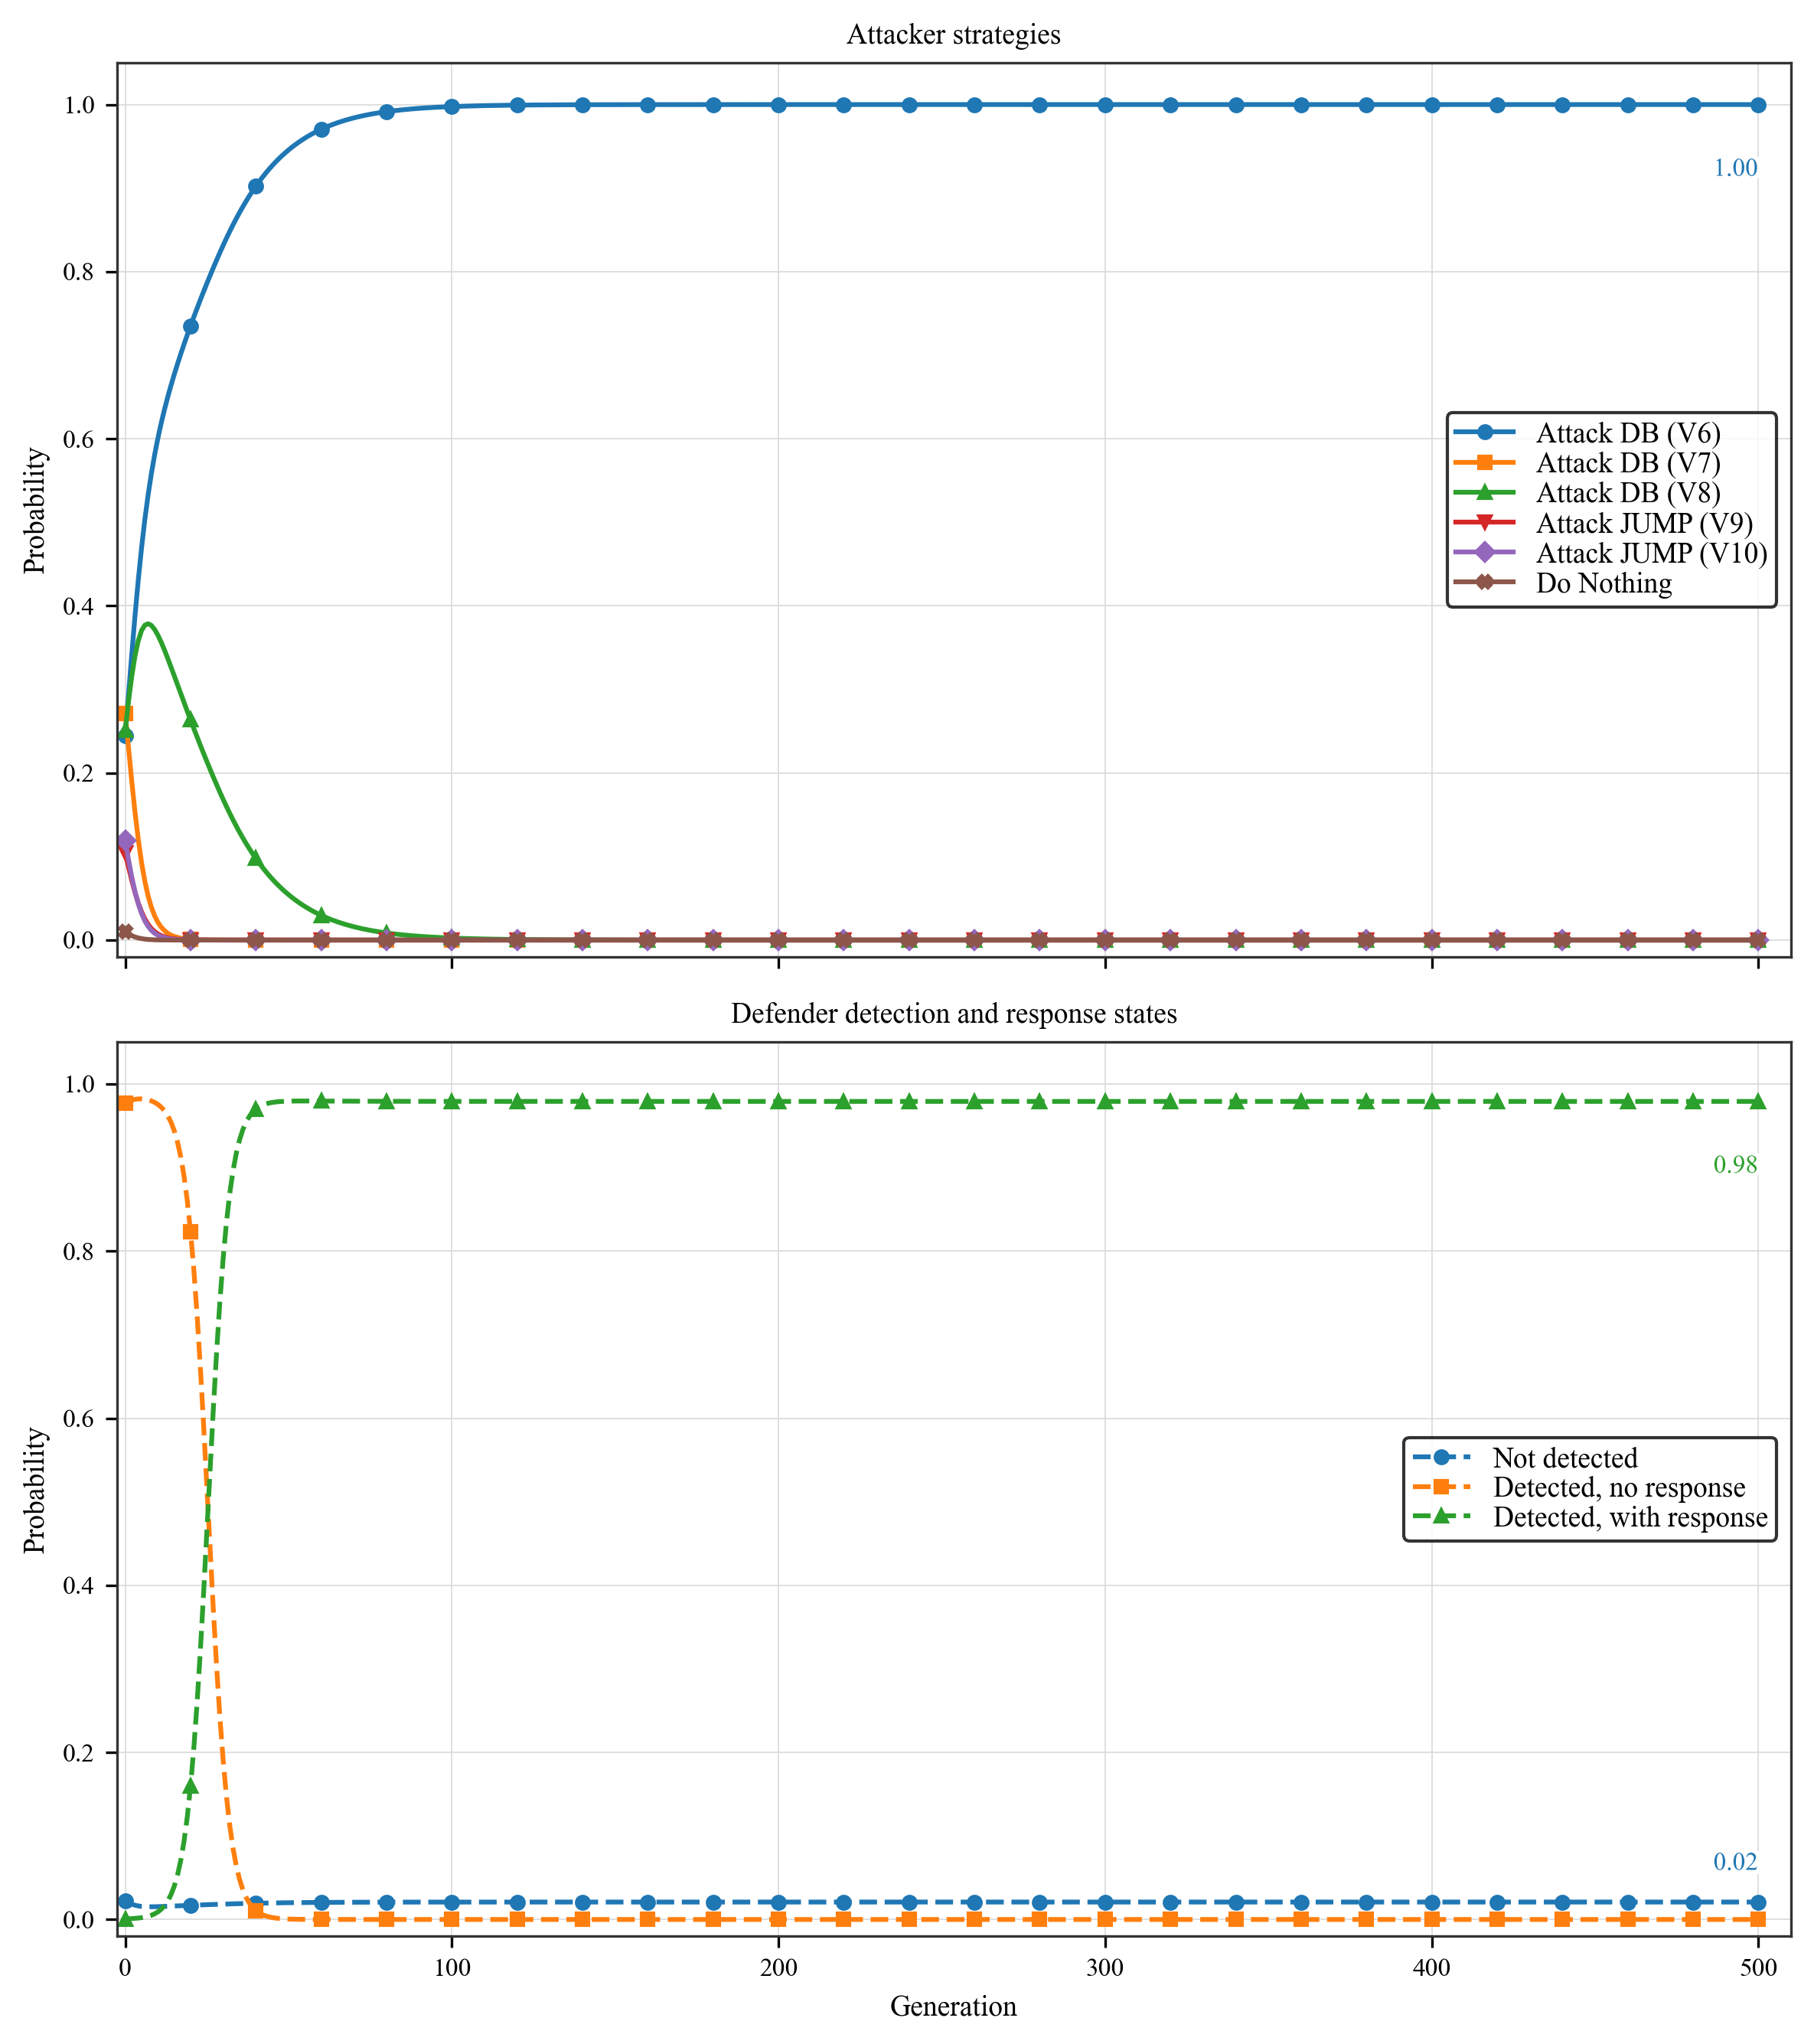 Attacker strategies
1.0
0.8
0.6
0.4
0.2
0.0
Probability
1.00
Attack DB (V6)
Attack DB (V7)
Attack DB (V8)
Attack JUMP (V9)
Attack JUMP (V10)
Do Nothing
Defender detection and response states
1.0
0.8
0.6
0.4
0.2
0.0
Probability
0.98
Not detected
Detected, no response
Detected, with response
0.02
0 100 200 300 400 500
Generation